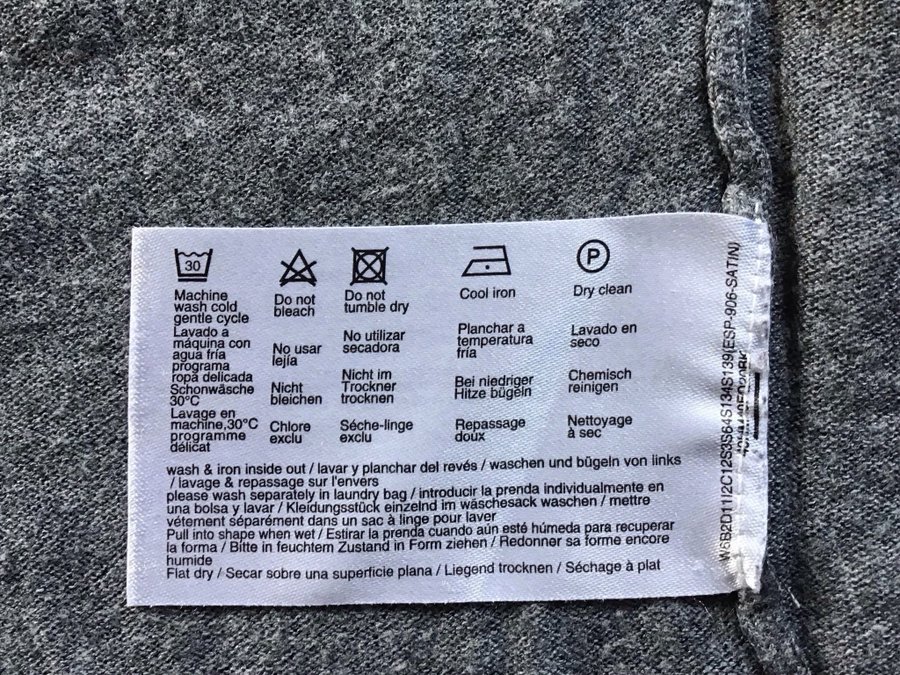 30
Machine
wash cold
gentle cycle
Lavado a
máquina con
agua fría
programa
ropa delicada
Schonwäsche
30°C
Lavage en
machine,30°C
programme
délicat
Do not
bleach
No usar
lejía
Nicht
bleichen
Chlore
exclu
Do not
tumble dry
No utilizar
secadora
Nicht im
Trockner
trocknen
Séche-linge
exclu
Cool iron
Planchar a
temperatura
fría
Bei niedriger
Hitze bügeln
Repassage
doux
P
Dry clean
Lavado en
seco
Chemisch
reinigen
Nettoyage
à sec
wash & iron inside out / lavar y planchar del revés / waschen und bügeln von links
/ lavage & repassage sur l'envers
please wash separately in laundry bag / introducir la prenda individualmente en
una bolsa y lavar / Kleidungsstück einzelnd im wäschesack waschen / mettre
vétement séparément dans un sac à linge pour laver
Pull into shape when wet / Estirar la prenda cuando aún esté húmeda para recuperar
la forma / Bitte in feuchtem Zustand in Form ziehen / Redonner sa forme encore
humide
Flat dry / Secar sobre una superficie plana / Liegend trocknen / Séchage à plat
W6B2D11I2C12S3S64S134S139(ESP-906-SATIN)